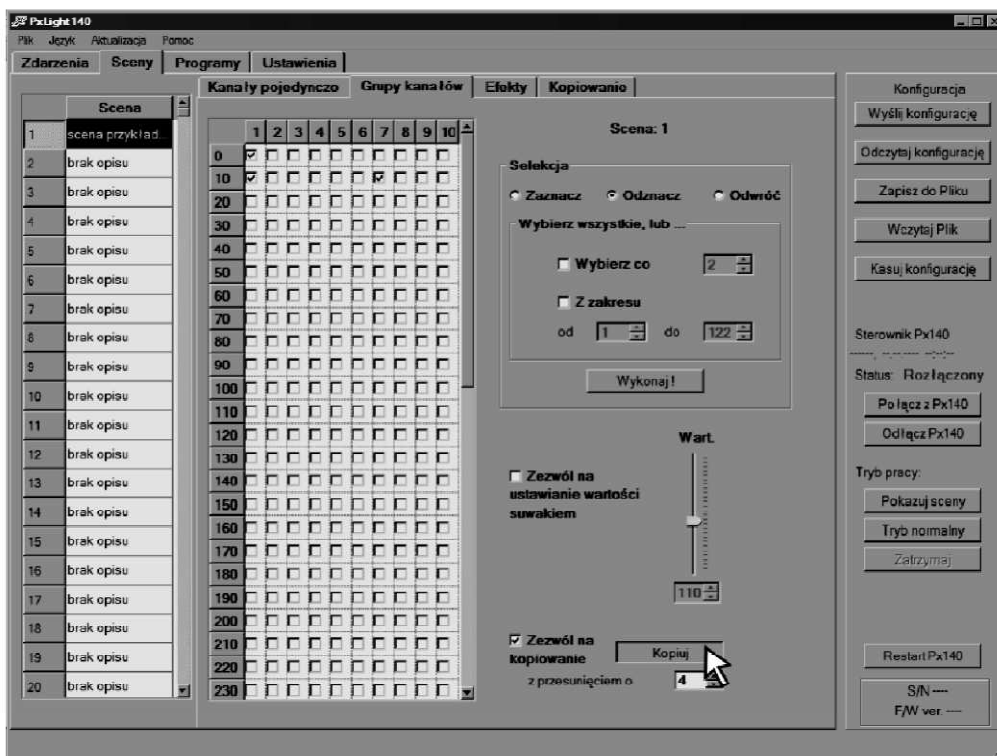 PxLight140
Plik Język Aktualizacja Pomoc
Zdarzenia Sceny Programy Ustawienia
Kanały pojedynczo Grupy kanałów Efekty Kopiowanie
Scena
1 scena przykład...
2 brak opisu
3 brak opisu
4 brak opisu
5 brak opisu
6 brak opisu
7 brak opisu
8 brak opisu
9 brak opisu
10 brak opisu
11 brak opisu
12 brak opisu
13 brak opisu
14 brak opisu
15 brak opisu
16 brak opisu
17 brak opisu
18 brak opisu
19 brak opisu
20 brak opisu
1 2 3 4 5 6 7 8 9 10
0
10
20
30
40
50
60
70
80
90
100
110
120
130
140
150
160
170
180
190
200
210
220
230
Scena: 1
Selekcja
Zaznacz Odznacz Odwróć
Wybierz wszystkie, lub ...
Wybierz co 2
Z zakresu
od 1 do 122
Wykonaj!
Wart.
Zezwól na
ustawianie wartości
suwakiem
110
Zezwól na
kopiowanie
Kopiuj
z przesunięciem o 4
Konfiguracja
Wyślij konfigurację
Odczytaj konfigurację
Zapisz do Pliku
Wczytaj Plik
Kasuj konfigurację
Sterownik Px140
Status: Rozłączony
Połącz z Px140
Odłącz Px140
Tryb pracy:
Pokazuj sceny
Tryb normalny
Zatrzymaj
Restart Px140
S/N ----
F/W ver. ----